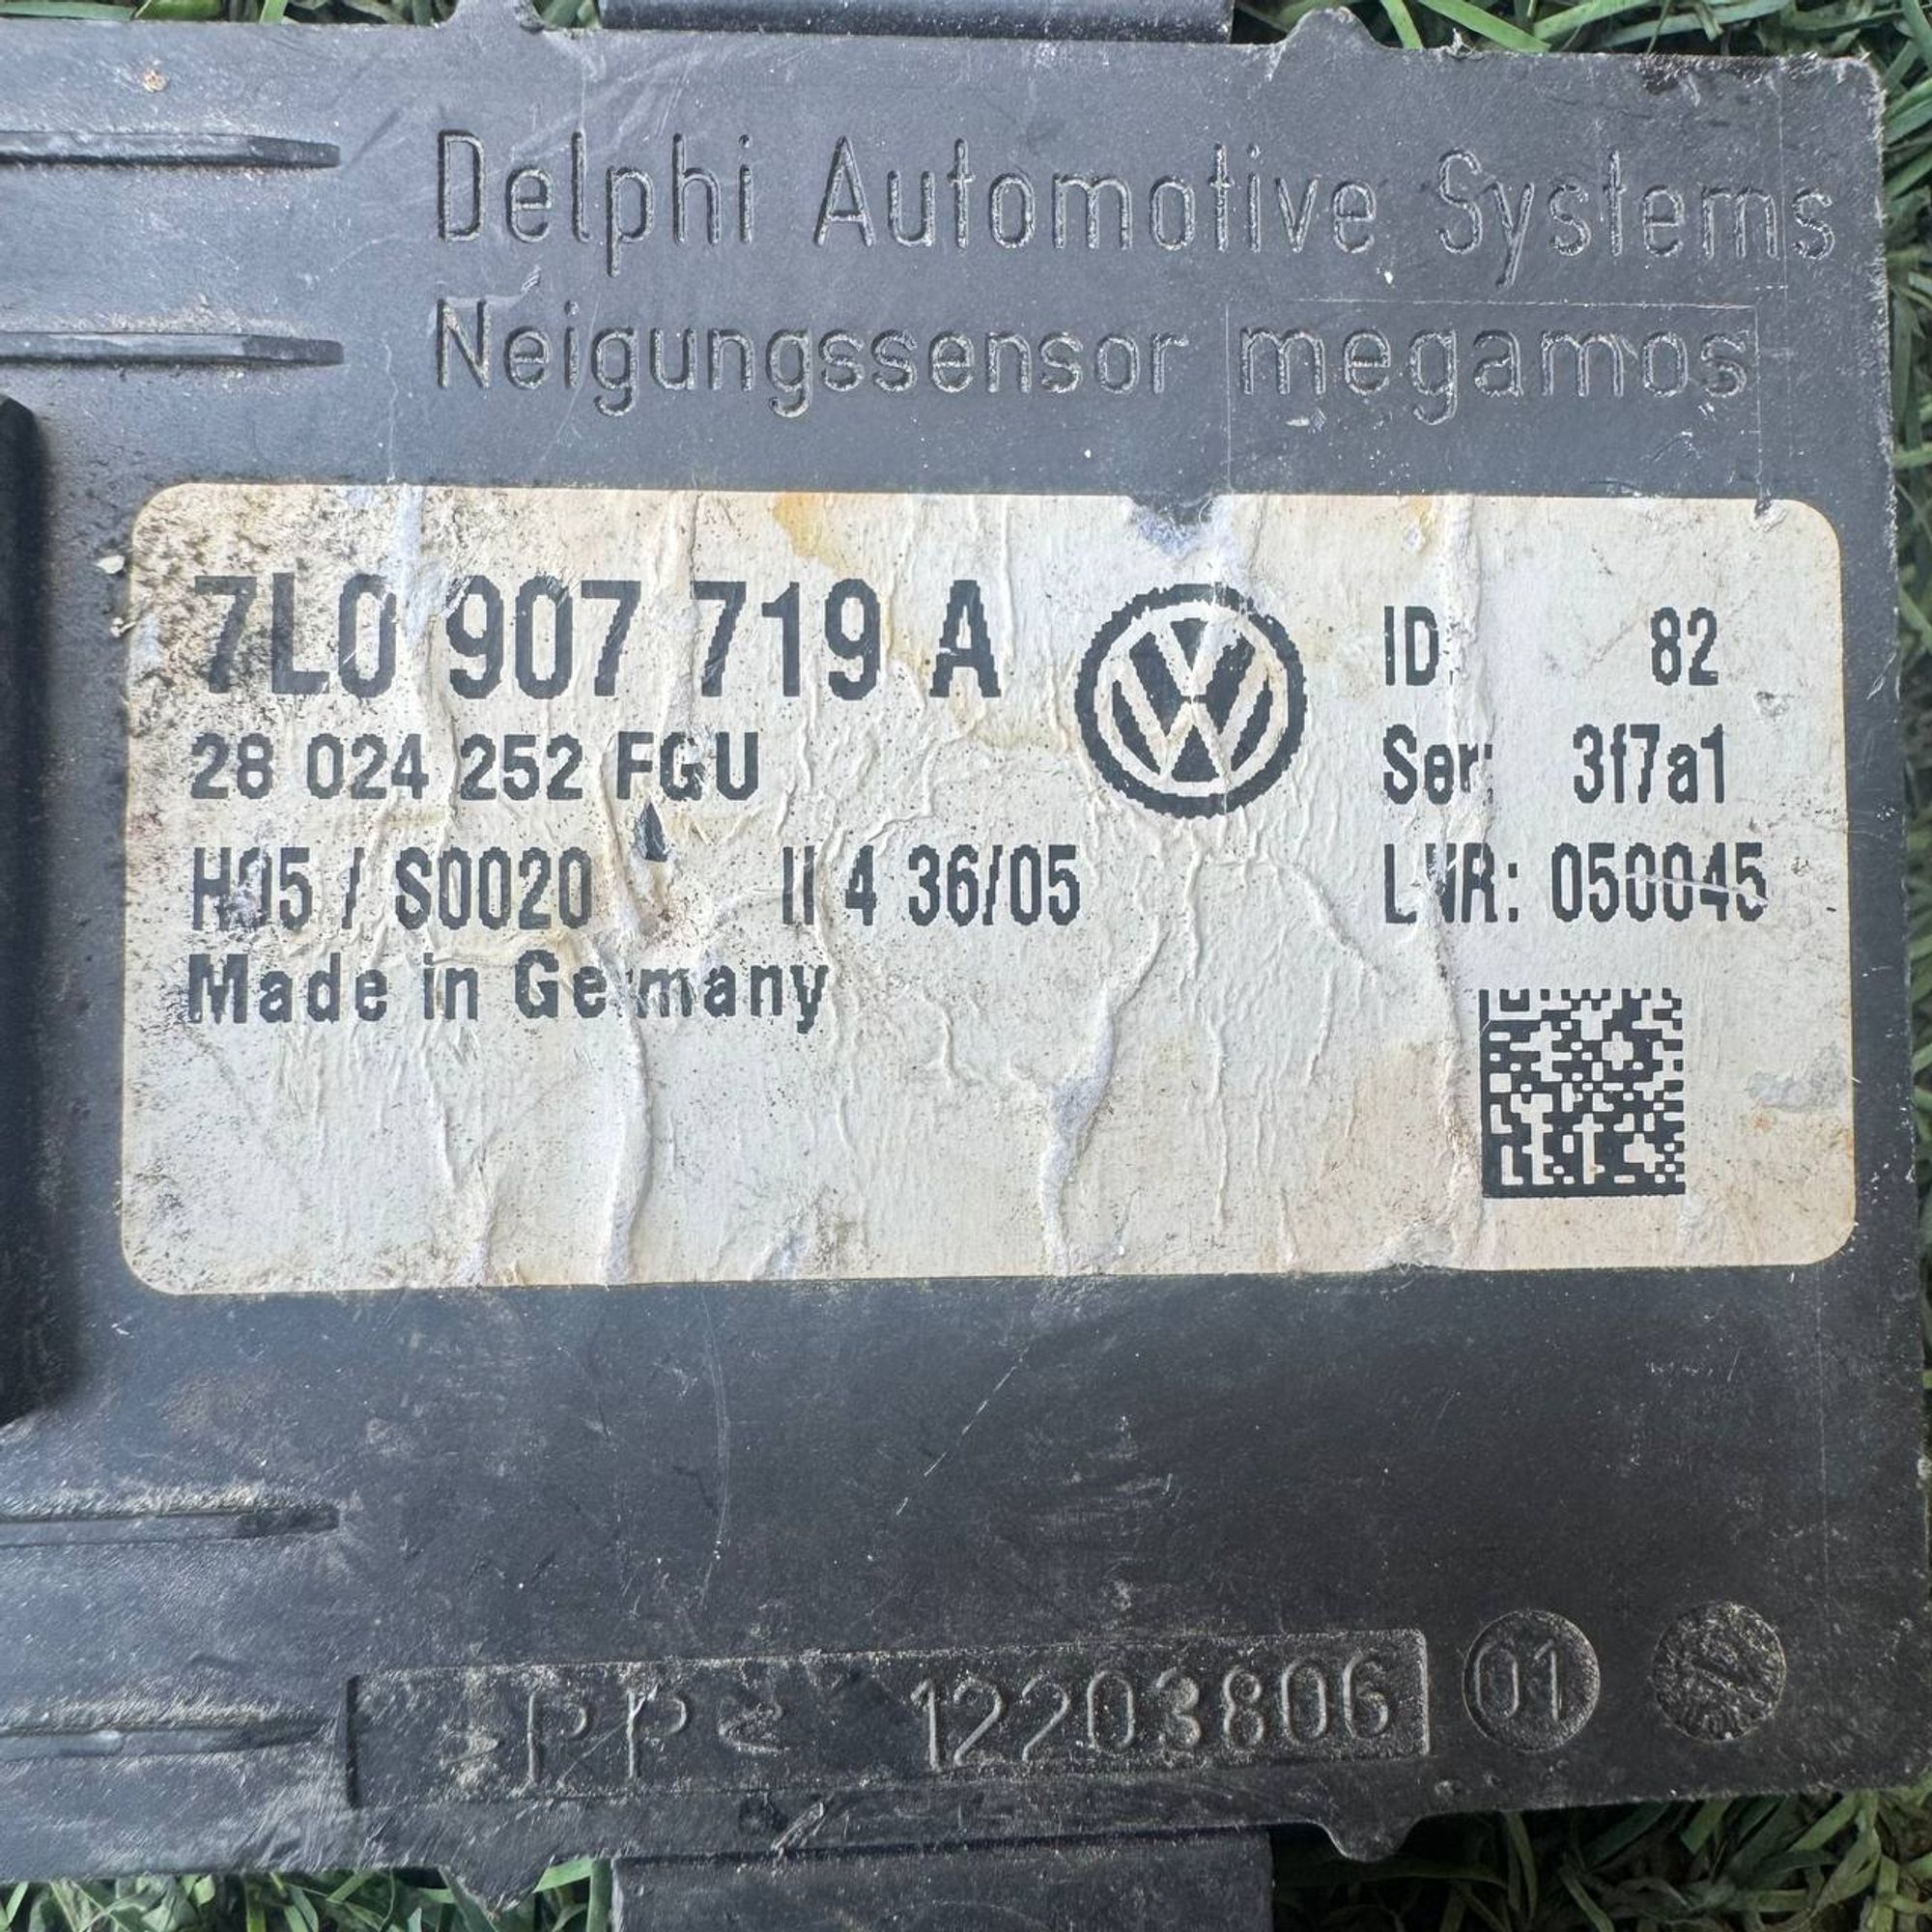 Delphi Automotive Systems
Neigungssensor megamos
7L0 907 719 A
ID: 82
28 024 252 FGU
Ser: 3f7a1
H05 / S0020 II 4 36/05
LNR: 050045
Made in Germany
>PP< 12203806 01